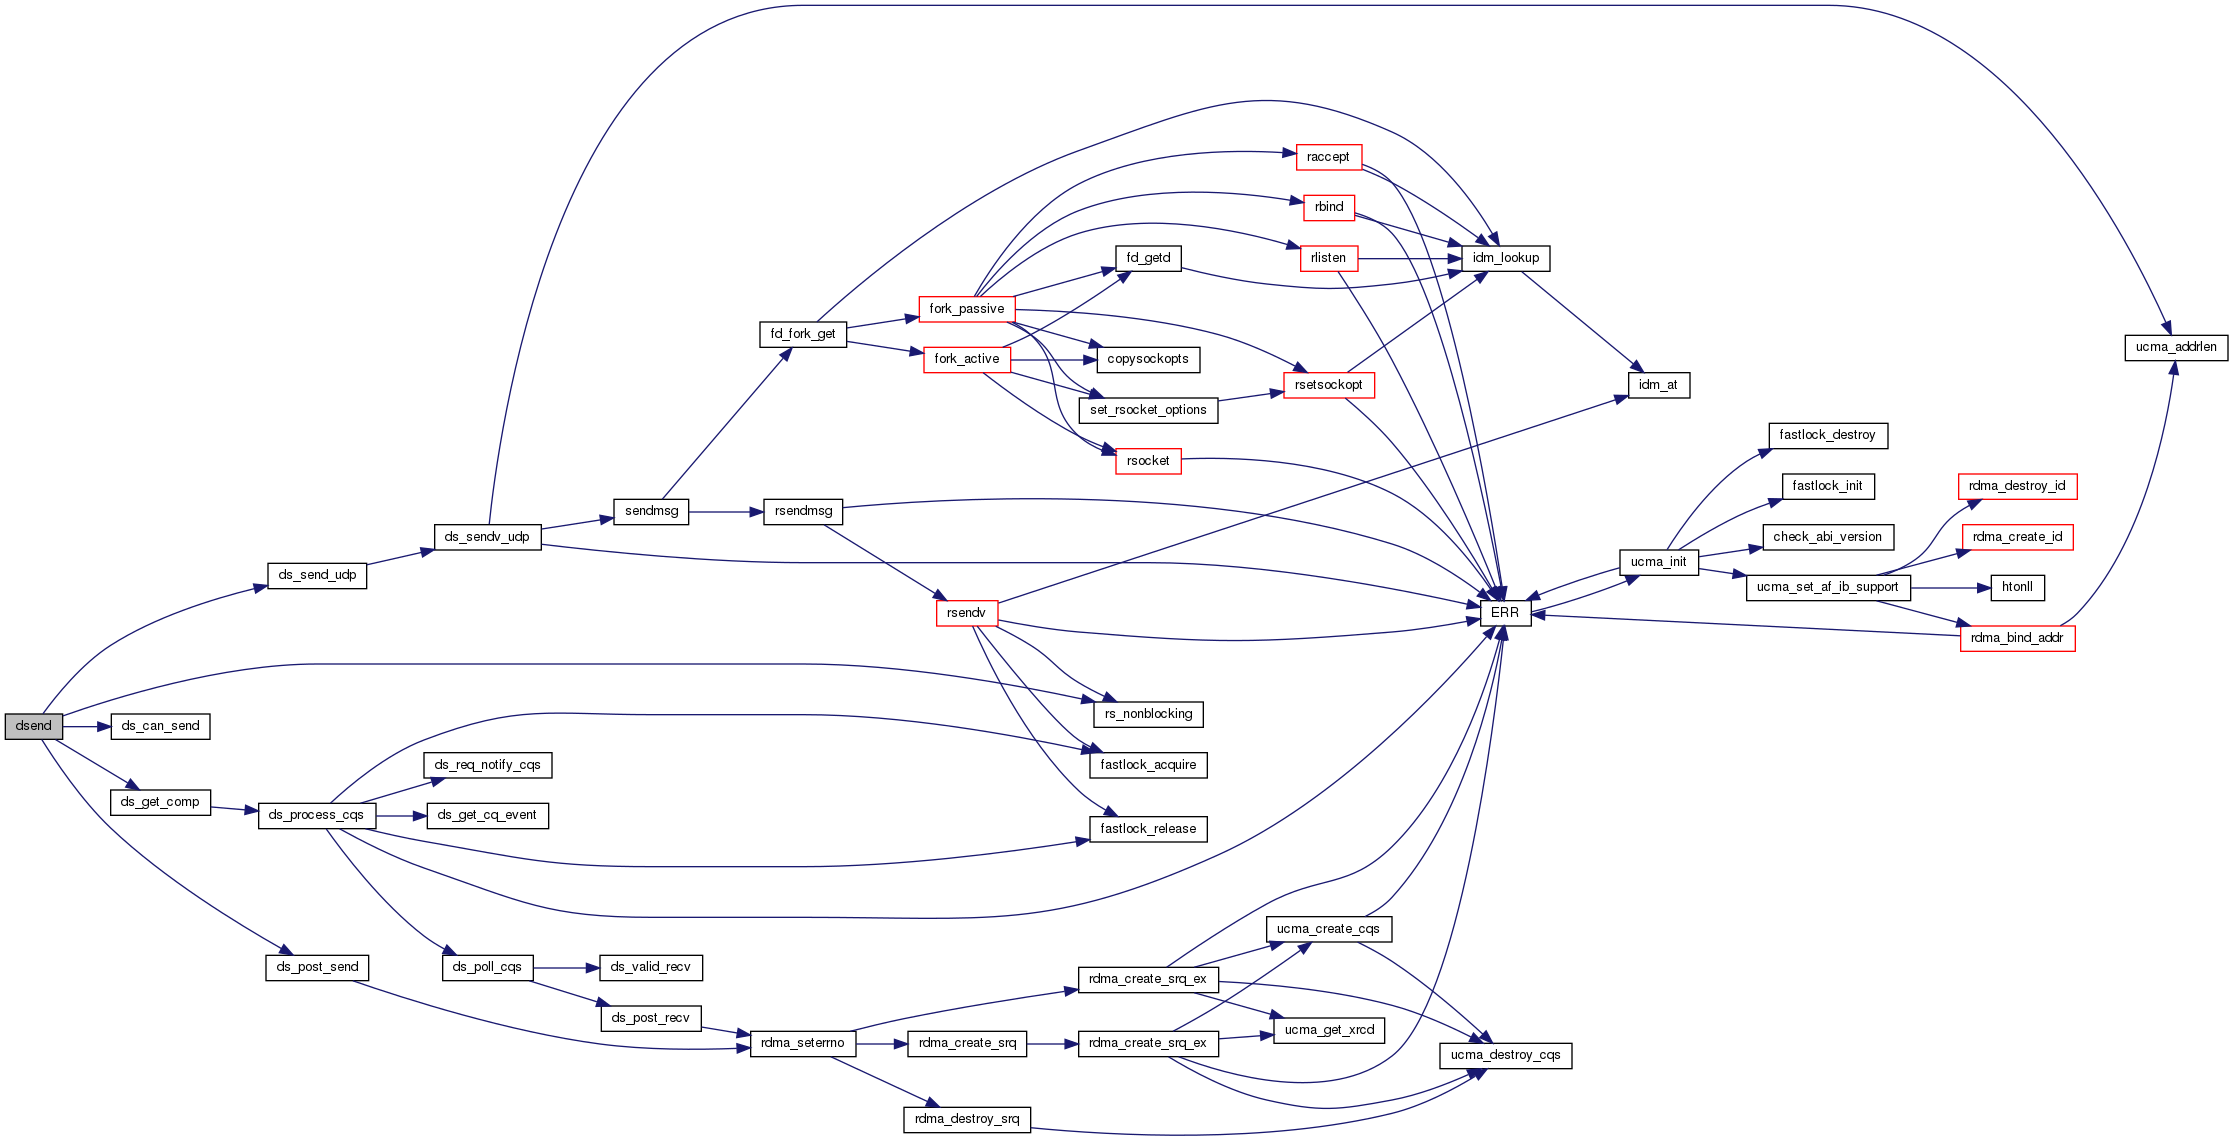 dsend
ds_send_udp
ds_can_send
ds_get_comp
ds_post_send
ds_sendv_udp
ds_process_cqs
ds_req_notify_cqs
ds_get_cq_event
ds_poll_cqs
ds_valid_recv
ds_post_recv
sendmsg
fd_fork_get
rsendmsg
rdma_seterrno
fork_passive
fork_active
rsendv
rdma_create_srq
rdma_destroy_srq
fd_getd
copysockopts
set_rsocket_options
rsocket
rs_nonblocking
fastlock_acquire
fastlock_release
rdma_create_srq_ex
rdma_create_srq_ex
raccept
rbind
rlisten
rsetsockopt
ucma_create_cqs
ucma_get_xrcd
idm_lookup
ERR
ucma_destroy_cqs
idm_at
ucma_init
fastlock_destroy
fastlock_init
check_abi_version
ucma_set_af_ib_support
rdma_destroy_id
rdma_create_id
htonll
rdma_bind_addr
ucma_addrlen